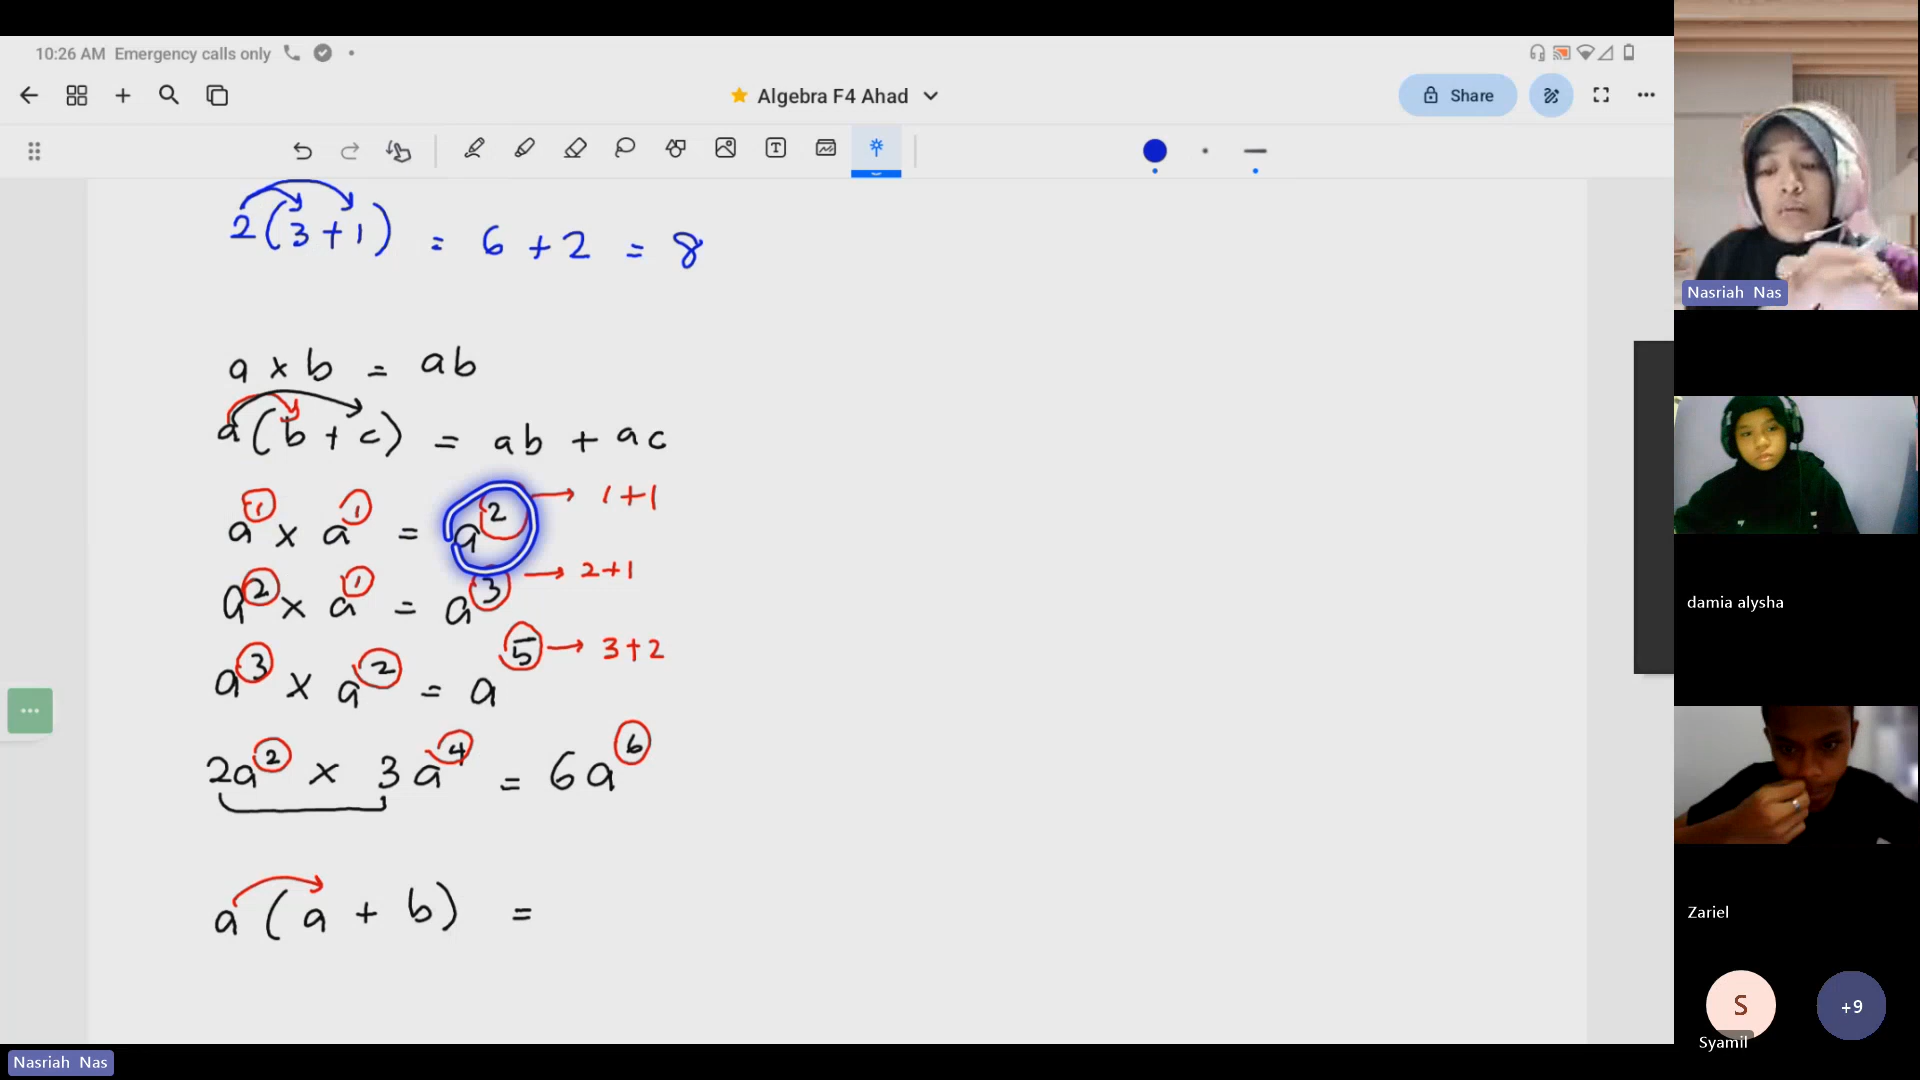 10:26 AM Emergency calls only
Algebra F4 Ahad
Share
2(3+1) = 6+2 = 8
a × b = ab
a(b + c) = ab + ac
a¹ × a¹ = a² → 1+1
a² × a¹ = a³ → 2+1
a³ × a² = a⁵ → 3+2
2a² × 3a⁴ = 6a⁶
a(a + b) =
Nasriah Nas
damia alysha
Zariel
S
Syamil
+9
Nasriah Nas